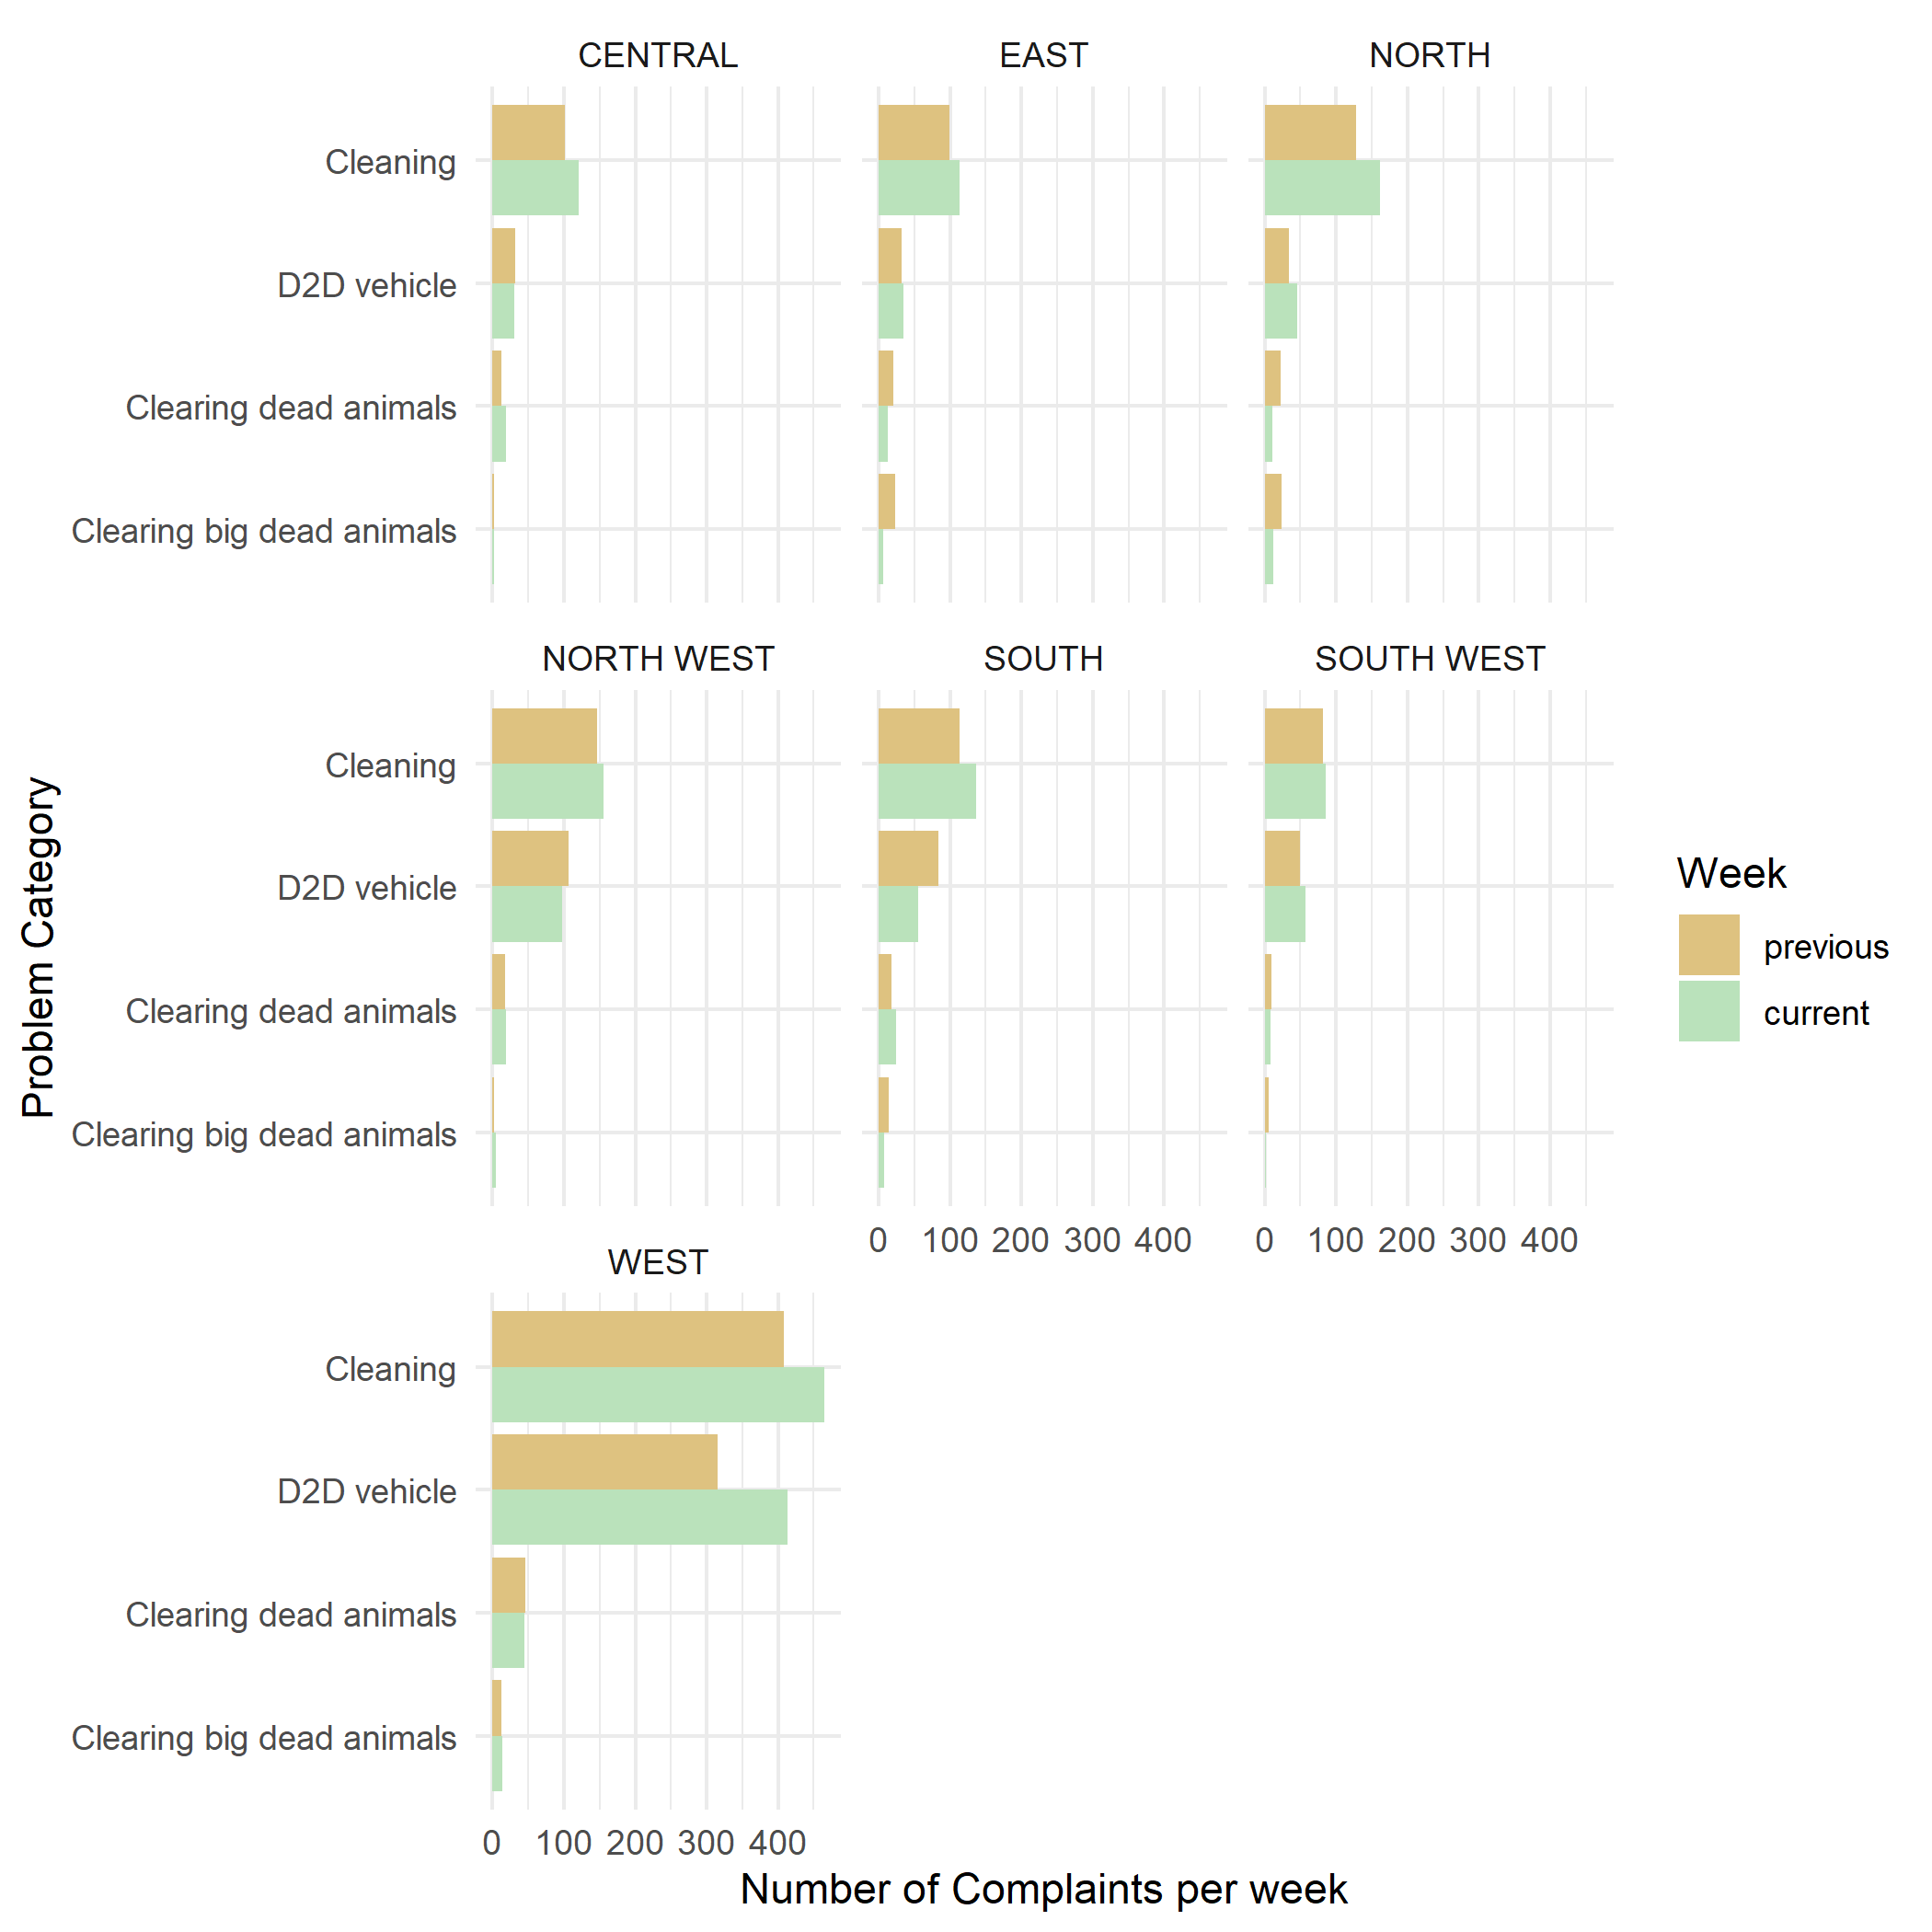 CENTRAL EAST NORTH
Cleaning
D2D vehicle
Clearing dead animals
Clearing big dead animals
NORTH WEST SOUTH SOUTH WEST
Cleaning
D2D vehicle
Clearing dead animals
Clearing big dead animals
0 100 200 300 400 0 100 200 300 400
WEST
Cleaning
D2D vehicle
Clearing dead animals
Clearing big dead animals
0 100 200 300 400
Number of Complaints per week
Problem Category
Week
previous
current